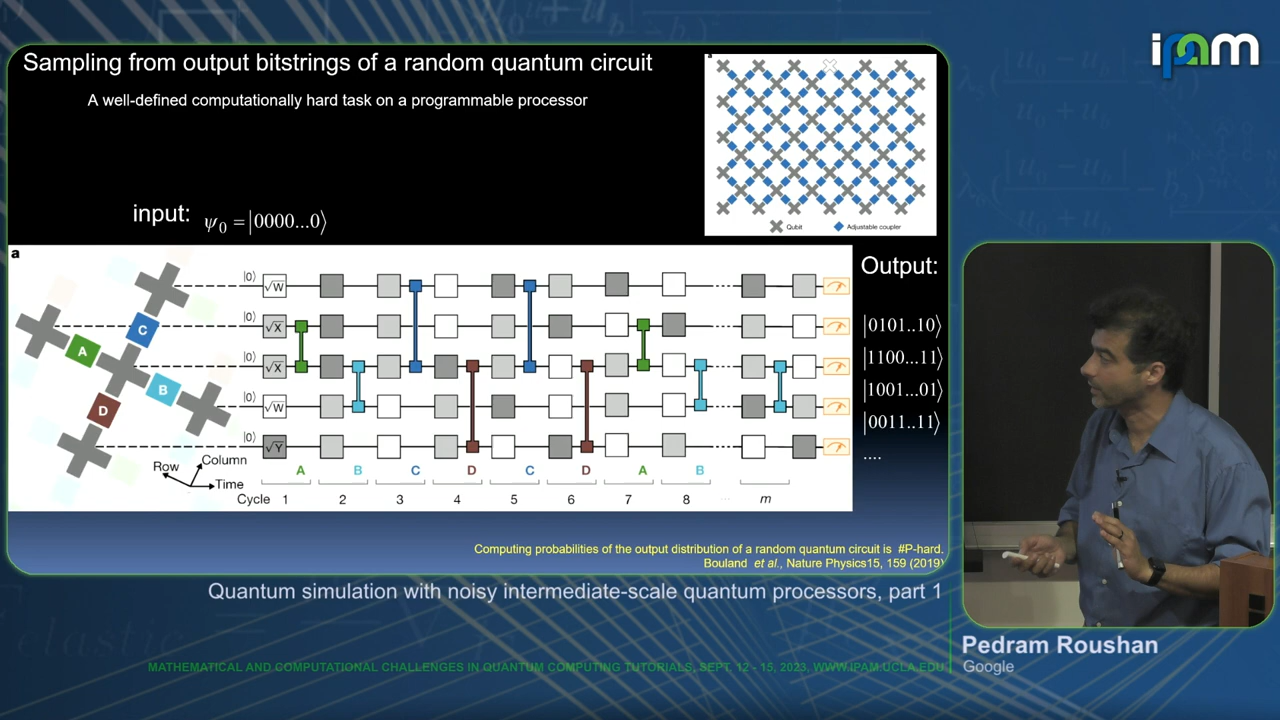 ipam
Sampling from output bitstrings of a random quantum circuit
A well-defined computationally hard task on a programmable processor
a
Qubit
Adjustable coupler
input: ψ₀ = |0000...0⟩
a
Output:
|0⟩ √W
|0⟩ √X
|0⟩ √X
|0⟩ √W
|0⟩ √Y
C
A
B
D
|0101..10⟩
|1100...11⟩
|1001...01⟩
|0011..11⟩
....
Row
Column
Time
A B C D C D A B
Cycle 1 2 3 4 5 6 7 8 ... m
Computing probabilities of the output distribution of a random quantum circuit is #P-hard.
Bouland et al., Nature Physics15, 159 (2019)
Quantum simulation with noisy intermediate-scale quantum processors, part 1
Pedram Roushan
Google
MATHEMATICAL AND COMPUTATIONAL CHALLENGES IN QUANTUM COMPUTING TUTORIALS, SEPT. 12 - 15, 2023, WWW.IPAM.UCLA.EDU